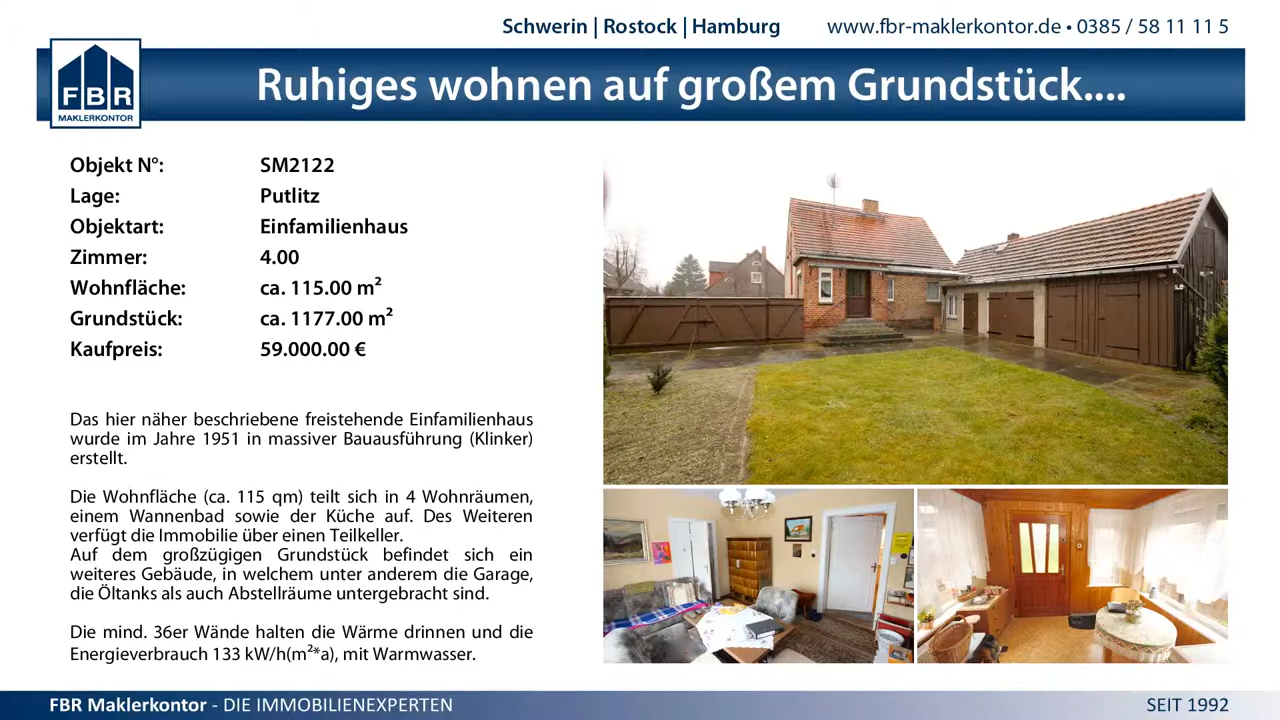 Schwerin | Rostock | Hamburg www.fbr-maklerkontor.de • 0385 / 58 11 11 5
FBR
MAKLERKONTOR
Ruhiges wohnen auf großem Grundstück....
Objekt N°: SM2122
Lage: Putlitz
Objektart: Einfamilienhaus
Zimmer: 4.00
Wohnfläche: ca. 115.00 m²
Grundstück: ca. 1177.00 m²
Kaufpreis: 59.000.00 €
Das hier näher beschriebene freistehende Einfamilienhaus
wurde im Jahre 1951 in massiver Bauausführung (Klinker)
erstellt.
Die Wohnfläche (ca. 115 qm) teilt sich in 4 Wohnräumen,
einem Wannenbad sowie der Küche auf. Des Weiteren
verfügt die Immobilie über einen Teilkeller.
Auf dem großzügigen Grundstück befindet sich ein
weiteres Gebäude, in welchem unter anderem die Garage,
die Öltanks als auch Abstellräume untergebracht sind.
Die mind. 36er Wände halten die Wärme drinnen und die
Energieverbrauch 133 kW/h(m²*a), mit Warmwasser.
FBR Maklerkontor - DIE IMMOBILIENEXPERTEN SEIT 1992